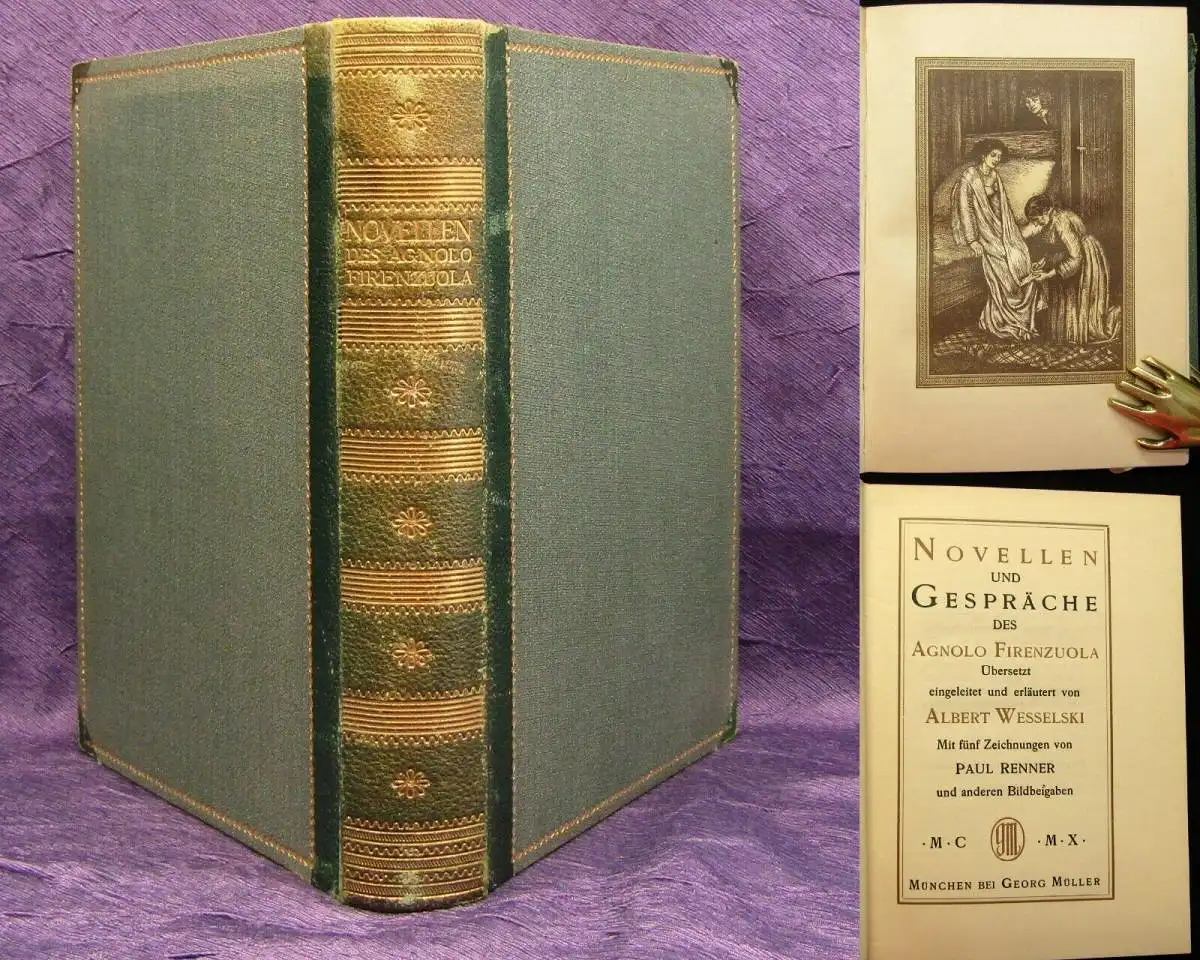 NOVELLEN
DES AGNOLO
FIRENZUOLA
NOVELLEN
UND
GESPRÄCHE
DES
AGNOLO FIRENZUOLA
Übersetzt
eingeleitet und erläutert von
ALBERT WESSELSKI
Mit fünf Zeichnungen von
PAUL RENNER
und anderen Bildbeigaben
·M·C GM ·M·X·
MÜNCHEN BEI GEORG MÜLLER